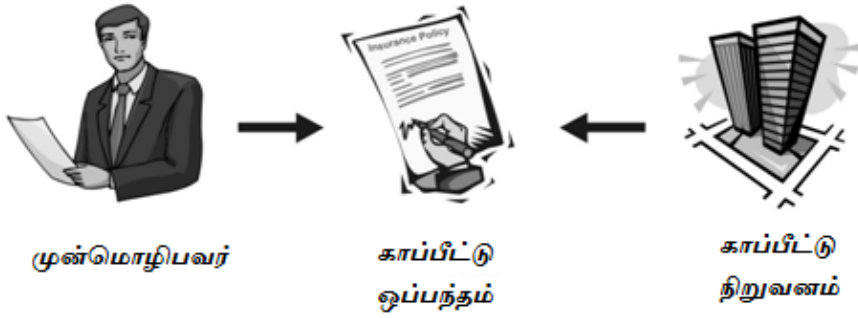 Insurance Policy
முன்மொழிபவர்
காப்பீட்டு
ஒப்பந்தம்
காப்பீட்டு
நிறுவனம்